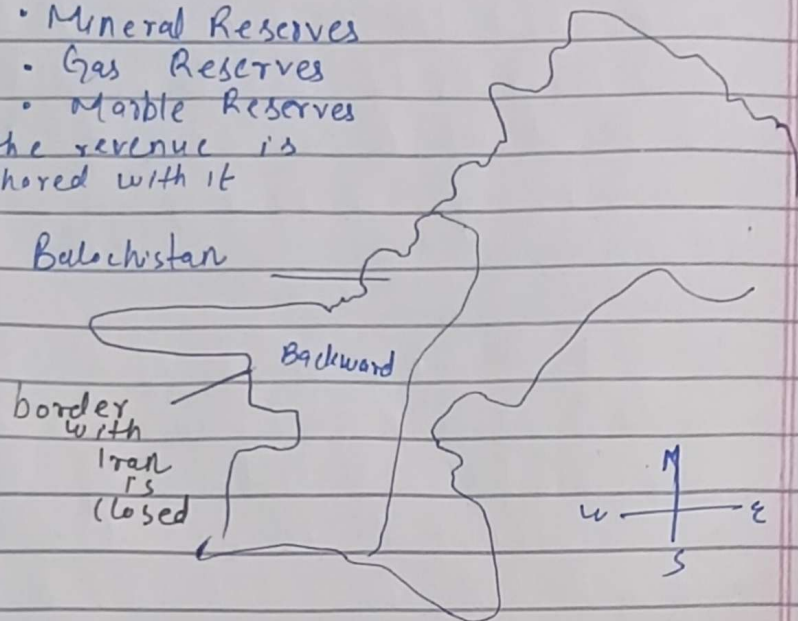 • Mineral Reserves
• Gas Reserves
• Marble Reserves
he revenue is
hored with it
Balochistan
Backward
border
with
Iran
is
closed
N
W E
S